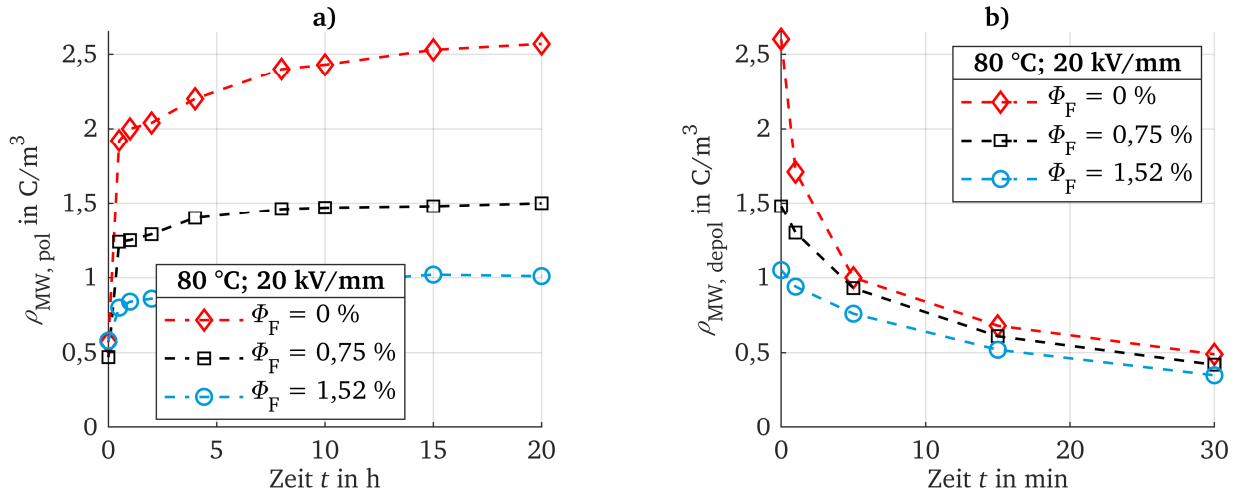 a)
2,5
2
1,5
1
0,5
0
ρMW, pol in C/m³
80 °C; 20 kV/mm
ΦF = 0 %
ΦF = 0,75 %
ΦF = 1,52 %
0 5 10 15 20
Zeit t in h
b)
2,5
2
1,5
1
0,5
0
ρMW, depol in C/m³
80 °C; 20 kV/mm
ΦF = 0 %
ΦF = 0,75 %
ΦF = 1,52 %
0 10 20 30
Zeit t in min